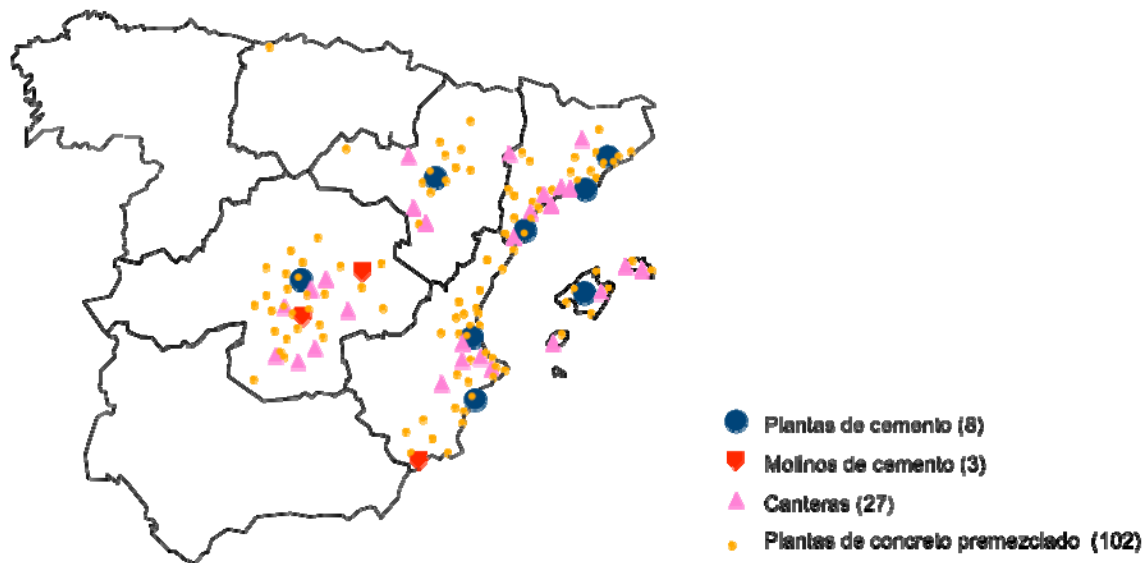 Plantas de cemento (8)
Molinos de cemento (3)
Canteras (27)
Plantas de concreto premezclado (102)